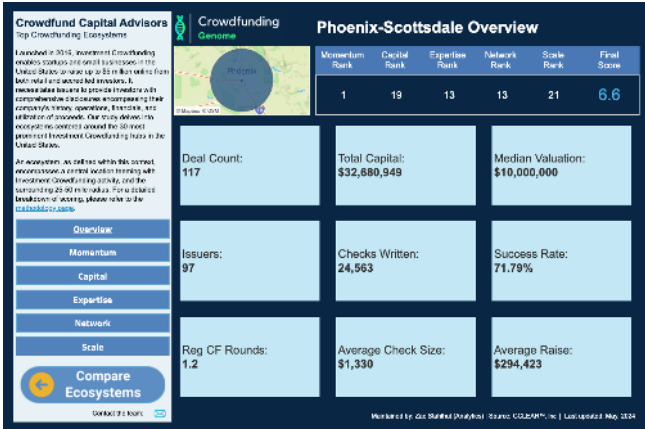 Crowdfund Capital Advisors
Top Crowdfunding Ecosystems
Launched in 2016, Investment Crowdfunding
enables startups and small businesses in the
United States to raise up to $5 million online from
both retail and accredited investors. It
necessitates issuers to provide investors with
comprehensive disclosures encompassing their
company's history, operations, financials, and
utilization of proceeds. Our study delves into
ecosystems centered around the 30 most
prominent Investment Crowdfunding hubs in the
United States.
An ecosystem, as defined within this context,
encompasses a central location teeming with
Investment Crowdfunding activity, and the
surrounding 25-50 mile radius. For a detailed
breakdown of scoring, please refer to the
methodology page.
Overview
Momentum
Capital
Expertise
Network
Scale
Compare
Ecosystems
Contact the team:
Crowdfunding
Genome
Phoenix-Scottsdale Overview
Phoenix
Momentum Rank
Capital Rank
Expertise Rank
Network Rank
Scale Rank
Final Score
1 19 13 13 21 6.6
Deal Count:
117
Total Capital:
$32,680,949
Median Valuation:
$10,000,000
Issuers:
97
Checks Written:
24,563
Success Rate:
71.79%
Reg CF Rounds:
1.2
Average Check Size:
$1,330
Average Raise:
$294,423
Maintained by: Zac Stahlhut (Analytics) | Source: CCLEAR™, Inc | Last updated: May, 2024